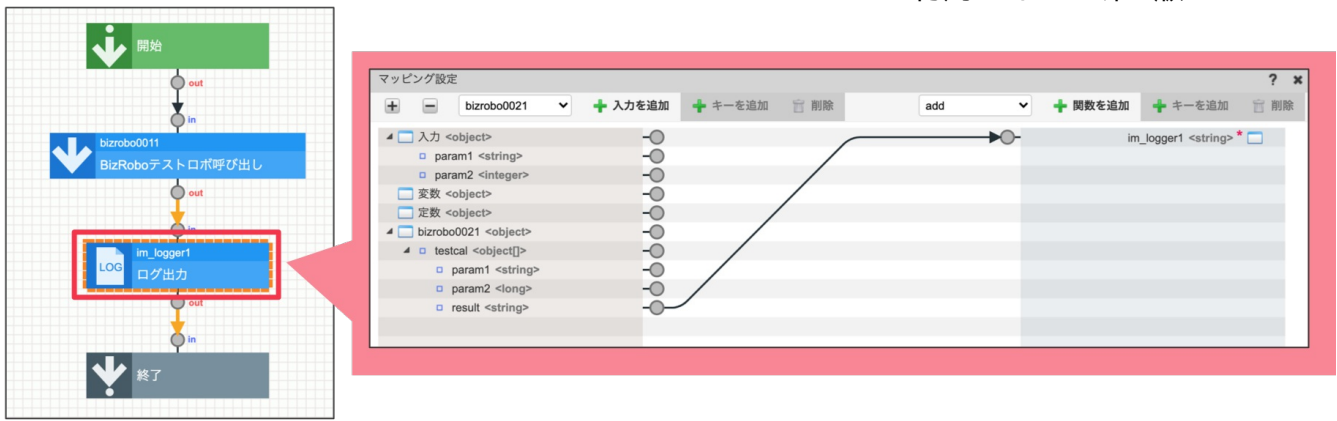 開始
out
in
bizrobo0011
BizRoboテストロボ呼び出し
out
in
im_logger1
LOG
ログ出力
out
in
終了
マッピング設定
? ×
bizrobo0021 入力を追加 キーを追加 削除 add 関数を追加 キーを追加 削除
入力 <object>
im_logger1 <string> *
param1 <string>
param2 <integer>
変数 <object>
定数 <object>
bizrobo0021 <object>
testcal <object[]>
param1 <string>
param2 <long>
result <string>